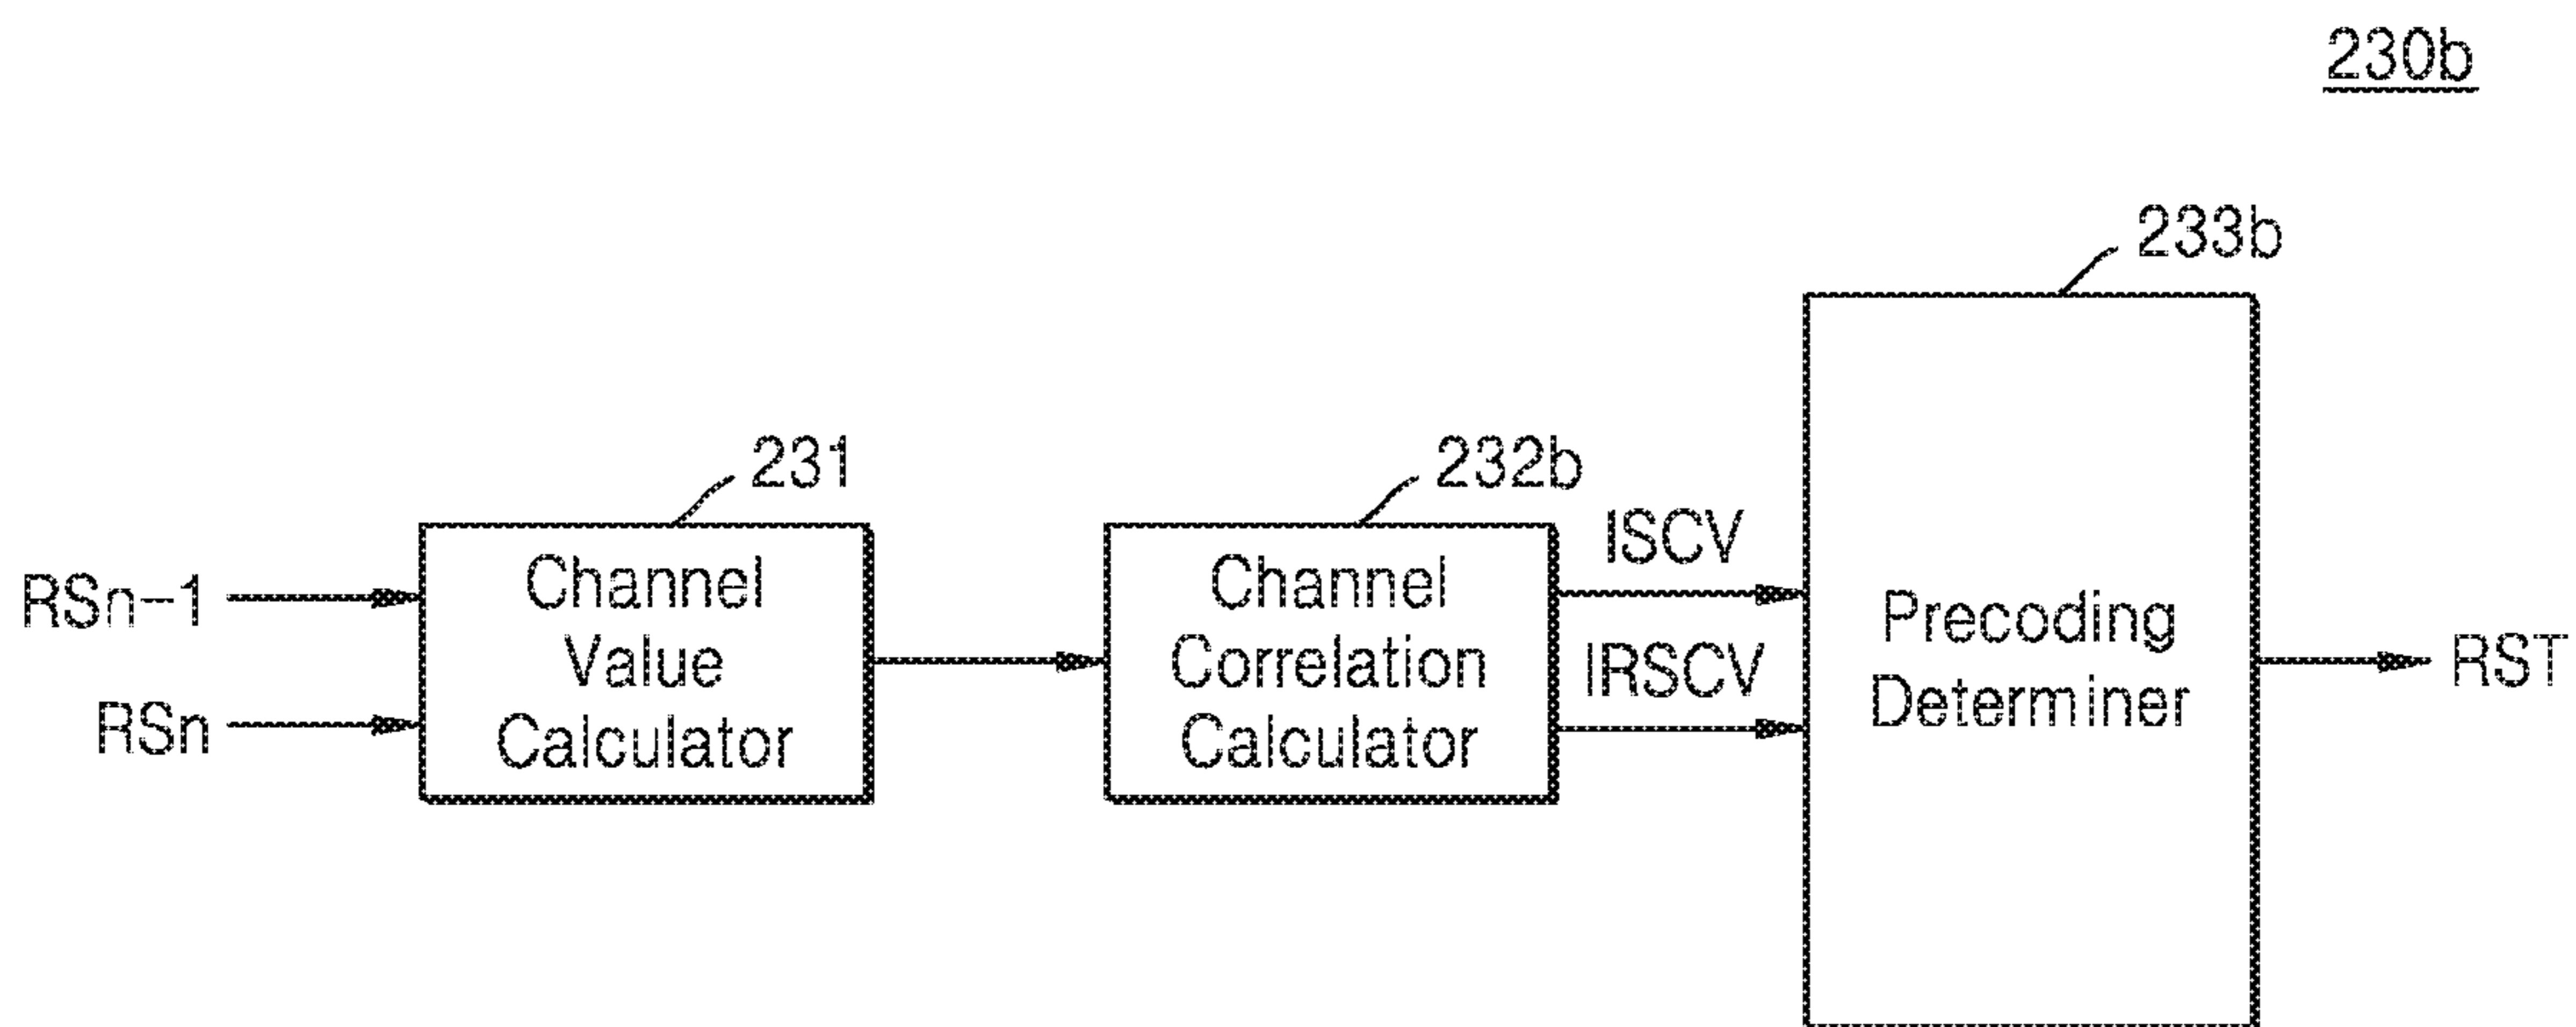 230b
233b
231
232b
RSn-1
RSn
Channel
Value
Calculator
Channel
Correlation
Calculator
ISCV
IRSCV
Precoding
Determiner
RST